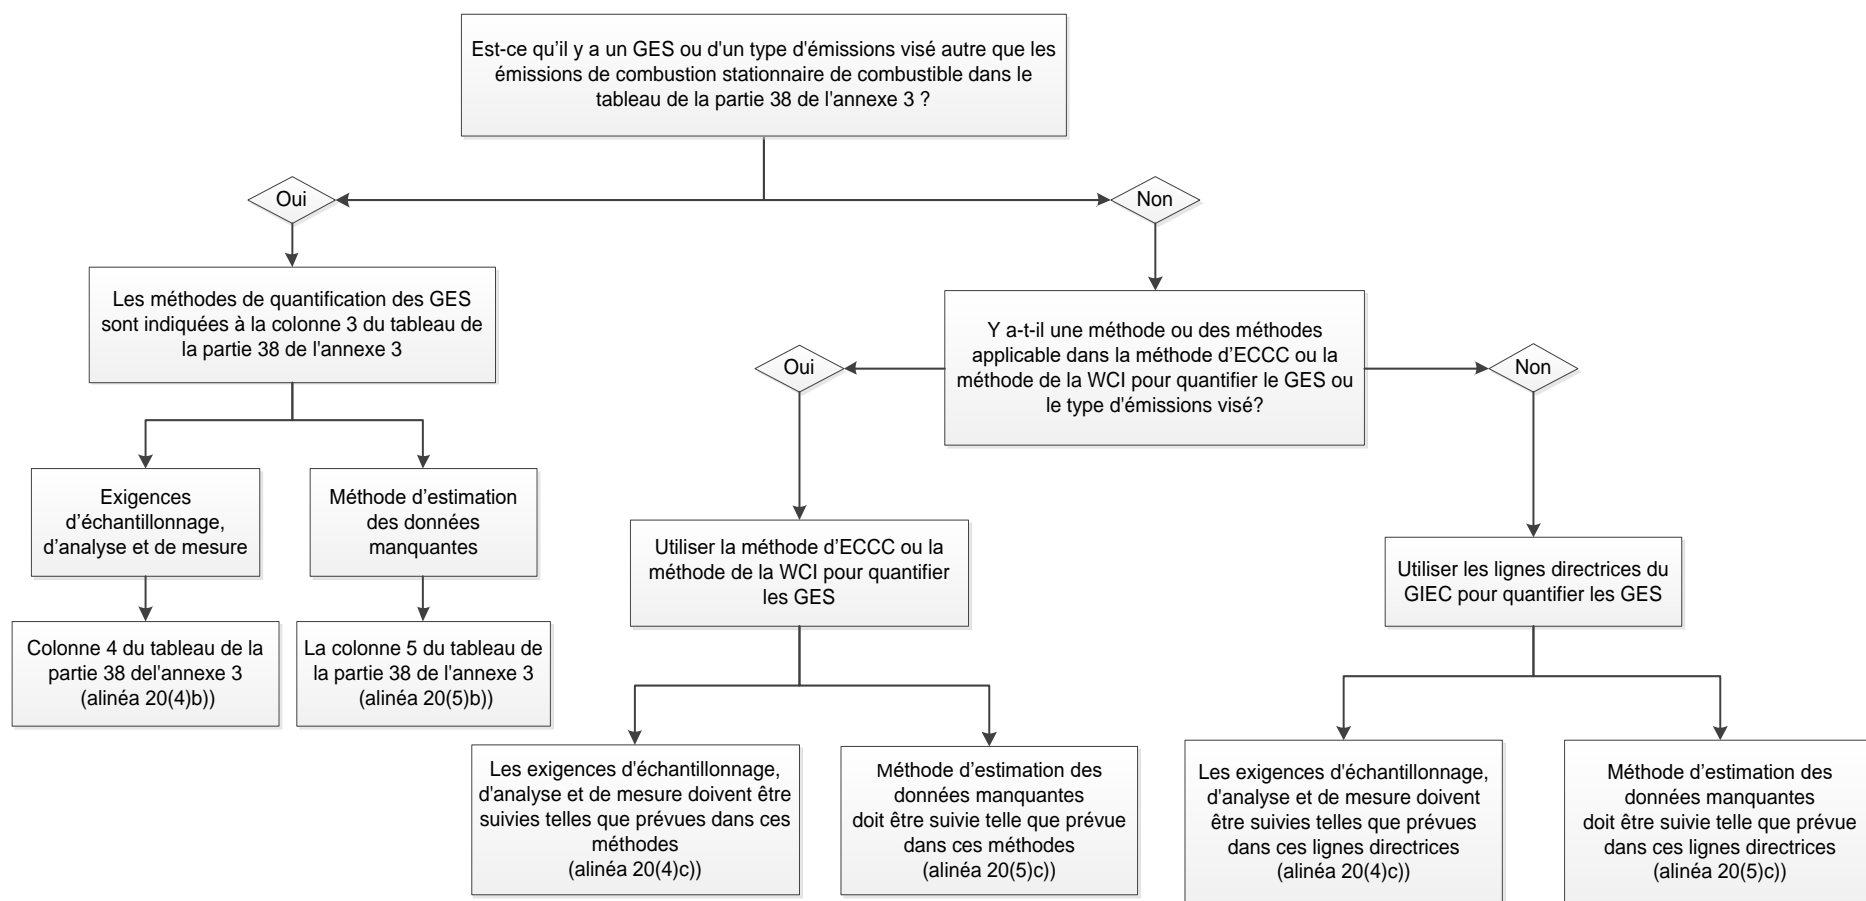 Est-ce qu'il y a un GES ou d'un type d'émissions visé autre que les
émissions de combustion stationnaire de combustible dans le
tableau de la partie 38 de l'annexe 3 ?
Oui
Non
Les méthodes de quantification des GES
sont indiquées à la colonne 3 du tableau de
la partie 38 de l'annexe 3
Y a-t-il une méthode ou des méthodes
applicable dans la méthode d’ECCC ou la
méthode de la WCI pour quantifier le GES ou
le type d'émissions visé?
Oui
Non
Exigences
d’échantillonnage,
d’analyse et de mesure
Méthode d’estimation
des données
manquantes
Utiliser la méthode d’ECCC ou la
méthode de la WCI pour quantifier
les GES
Utiliser les lignes directrices du
GIEC pour quantifier les GES
Colonne 4 du tableau de la
partie 38 del'annexe 3
(alinéa 20(4)b))
La colonne 5 du tableau de
la partie 38 de l'annexe 3
(alinéa 20(5)b))
Les exigences d'échantillonnage,
d'analyse et de mesure doivent être
suivies telles que prévues dans ces
méthodes
(alinéa 20(4)c))
Méthode d’estimation des
données manquantes
doit être suivie telle que prévue
dans ces méthodes
(alinéa 20(5)c))
Les exigences d'échantillonnage,
d'analyse et de mesure doivent
être suivies telles que prévues
dans ces lignes directrices
(alinéa 20(4)c))
Méthode d’estimation des
données manquantes
doit être suivie telle que prévue
dans ces lignes directrices
(alinéa 20(5)c))